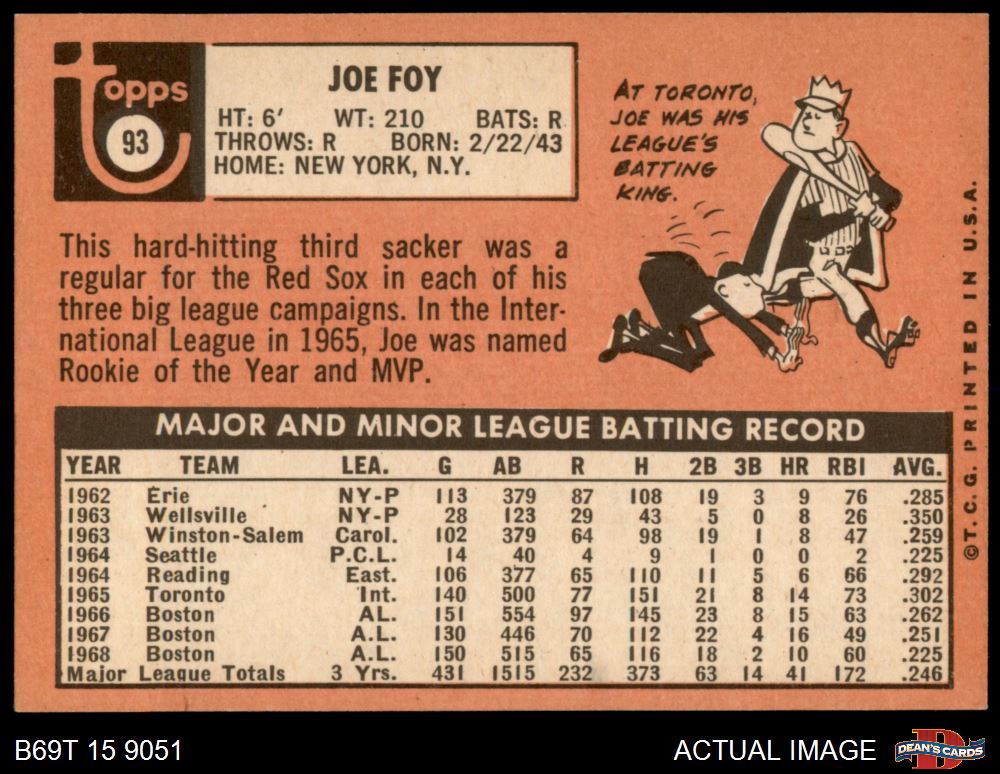 Topps
93
JOE FOY
HT: 6' WT: 210 BATS: R
THROWS: R BORN: 2/22/43
HOME: NEW YORK, N.Y.
AT TORONTO,
JOE WAS HIS
LEAGUE'S
BATTING
KING.
This hard-hitting third sacker was a
regular for the Red Sox in each of his
three big league campaigns. In the Inter-
national League in 1965, Joe was named
Rookie of the Year and MVP.
MAJOR AND MINOR LEAGUE BATTING RECORD
YEAR TEAM LEA. G AB R H 2B 3B HR RBI AVG.
1962 Erie NY-P 113 379 87 108 19 3 9 76 .285
1963 Wellsville NY-P 28 123 29 43 5 0 8 26 .350
1963 Winston-Salem Carol. 102 379 64 98 19 1 8 47 .259
1964 Seattle P.C.L. 14 40 4 9 1 0 0 2 .225
1964 Reading East. 106 377 65 110 11 5 6 66 .292
1965 Toronto Int. 140 500 77 151 21 8 14 73 .302
1966 Boston AL. 151 554 97 145 23 8 15 63 .262
1967 Boston A.L. 130 446 70 112 22 4 16 49 .251
1968 Boston A.L. 150 515 65 116 18 2 10 60 .225
Major League Totals 3 Yrs. 431 1515 232 373 63 14 41 172 .246
©T. C. G. PRINTED IN U.S.A.
B69T 15 9051
ACTUAL IMAGE
D
DEAN'S CARDS